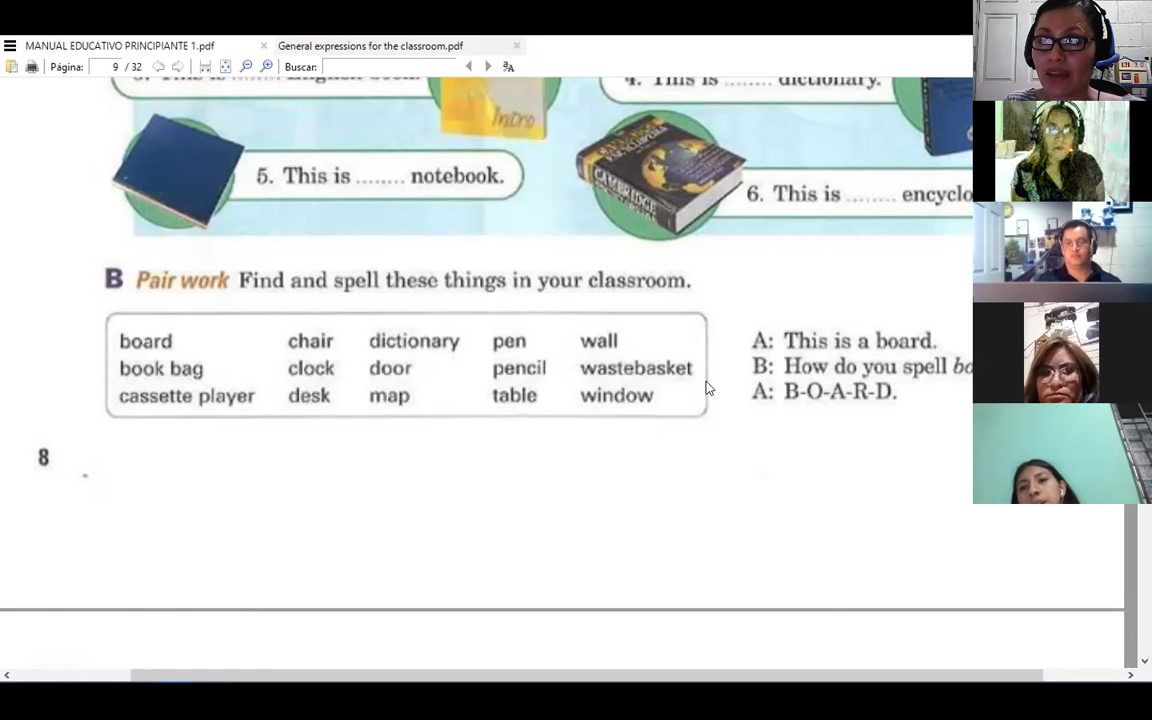 MANUAL EDUCATIVO PRINCIPIANTE 1.pdf
General expressions for the classroom.pdf
Página: 9 / 32
Buscar:
Intro
4. This is ........ dictionary.
5. This is ........ notebook.
CAMBRIDGE
6. This is ........ encyclo
B Pair work Find and spell these things in your classroom.
board chair dictionary pen wall
book bag clock door pencil wastebasket
cassette player desk map table window
A: This is a board.
B: How do you spell bo
A: B-O-A-R-D.
8